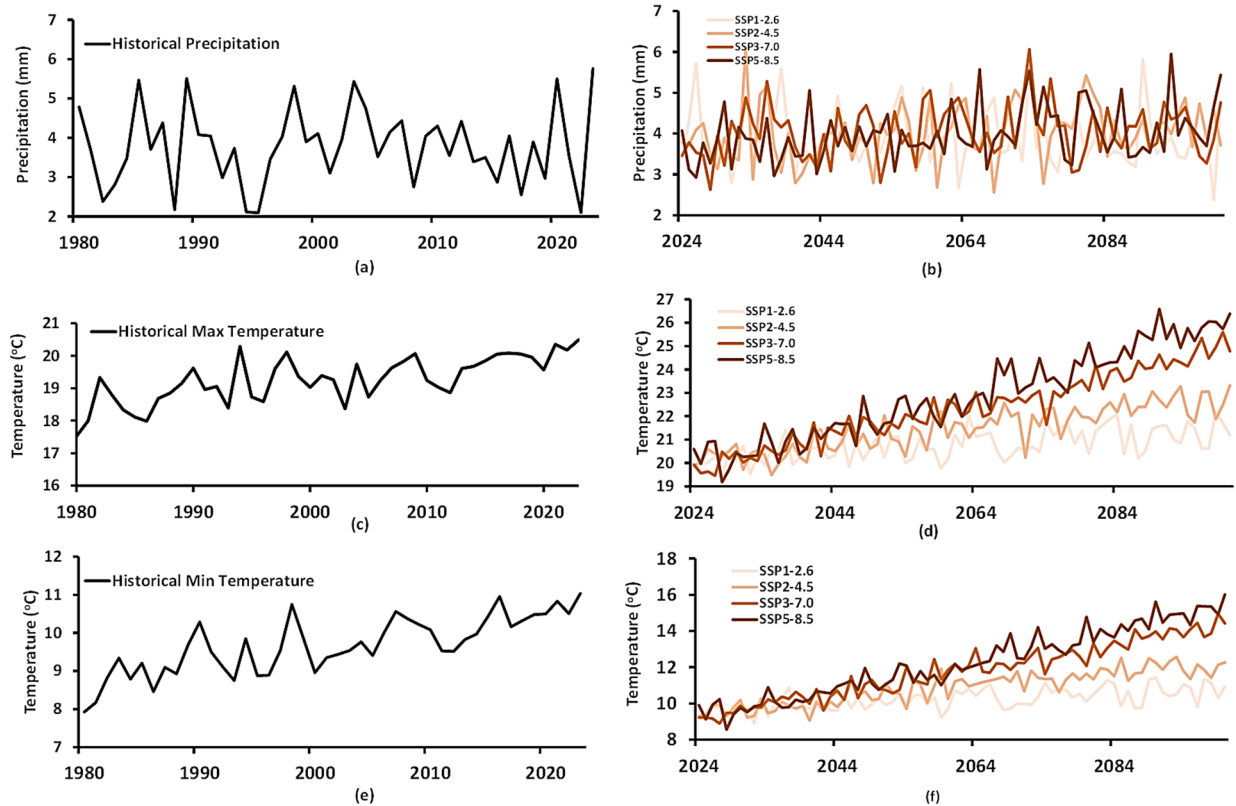 7
6
5
4
3
2
Precipitation (mm)
Historical Precipitation
1980
1990
2000
2010
2020
(a)
7
6
5
4
3
2
Precipitation (mm)
SSP1-2.6
SSP2-4.5
SSP3-7.0
SSP5-8.5
2024
2044
2064
2084
(b)
21
20
19
18
17
16
Temperature (°C)
Historical Max Temperature
1980
1990
2000
2010
2020
(c)
27
26
25
24
23
22
21
20
19
Temperature (°C)
SSP1-2.6
SSP2-4.5
SSP3-7.0
SSP5-8.5
2024
2044
2064
2084
(d)
12
11
10
9
8
7
Temperature (°C)
Historical Min Temperature
1980
1990
2000
2010
2020
(e)
18
16
14
12
10
8
Temperature (°C)
SSP1-2.6
SSP2-4.5
SSP3-7.0
SSP5-8.5
2024
2044
2064
2084
(f)